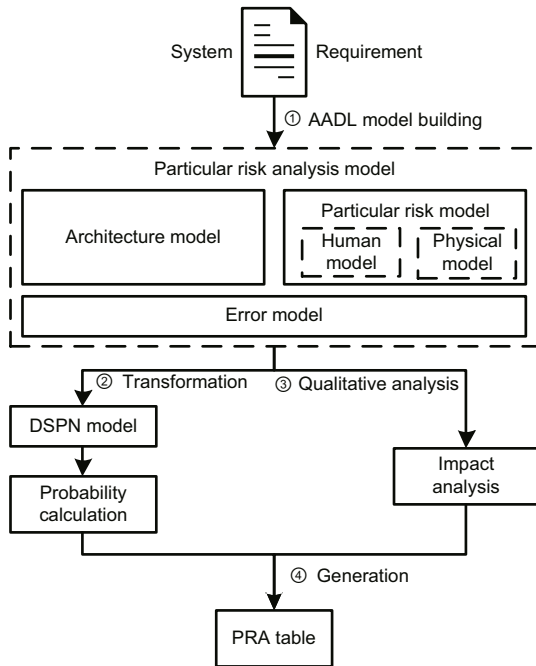 System Requirement
① AADL model building
Particular risk analysis model
Architecture model
Particular risk model
Human
model
Physical
model
Error model
② Transformation
③ Qualitative analysis
DSPN model
Probability
calculation
Impact
analysis
④ Generation
PRA table